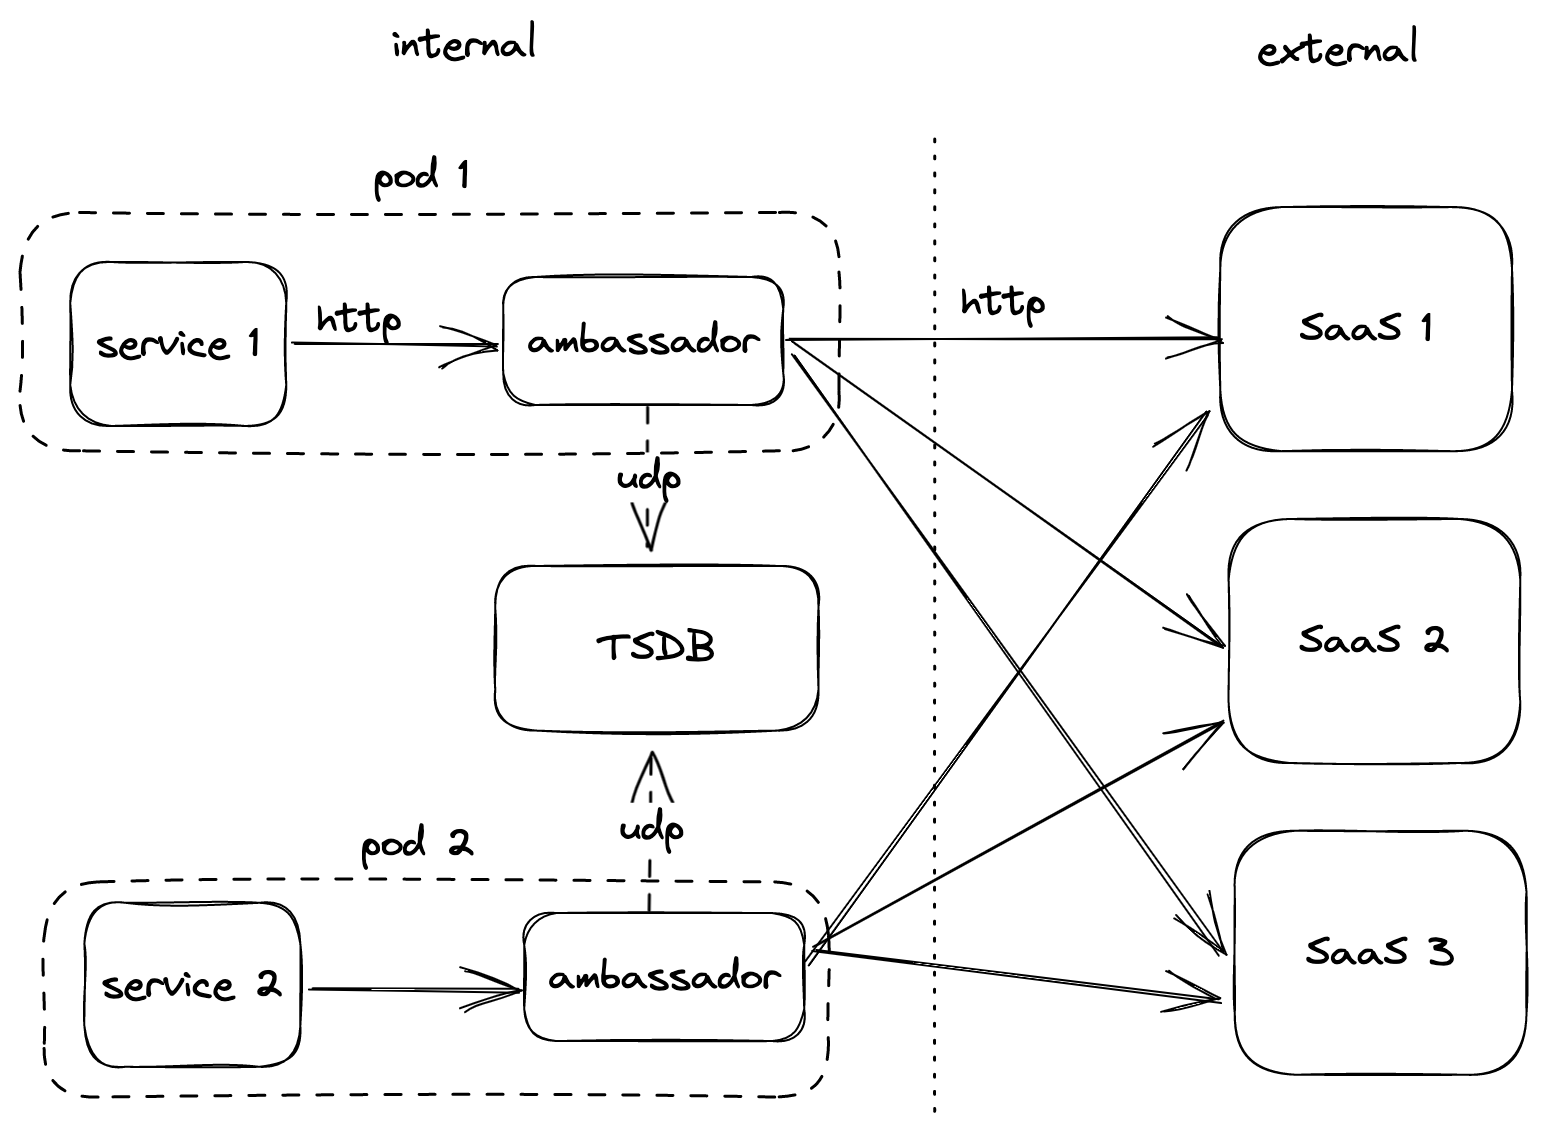 internal
external
pod 1
service 1
http
ambassador
http
SaaS 1
udp
TSDB
SaaS 2
udp
pod 2
service 2
ambassador
SaaS 3